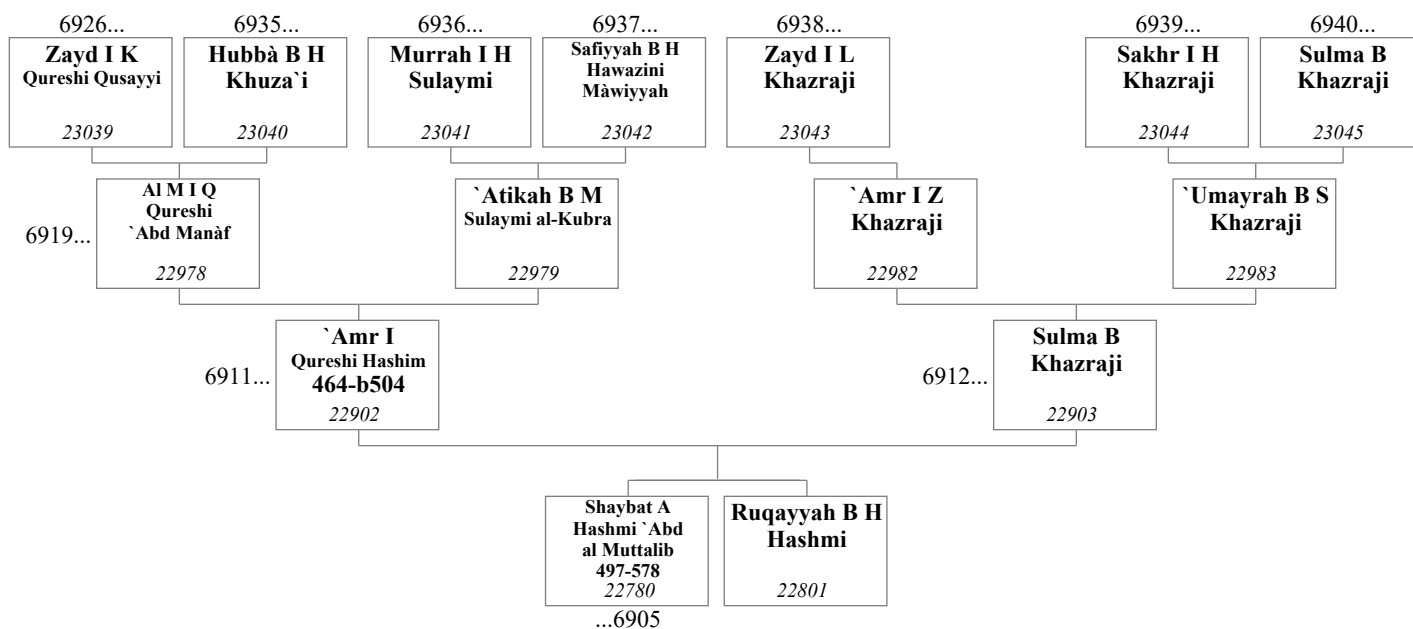 6926...
6935...
6936...
6937...
6938...
6939...
6940...
Zayd I K
Qureshi Qusayyi
23039
Hubbà B H
Khuza`i
23040
Murrah I H
Sulaymi
23041
Safiyyah B H
Hawazini
Màwiyyah
23042
Zayd I L
Khazraji
23043
Sakhr I H
Khazraji
23044
Sulma B
Khazraji
23045
6919...
Al M I Q
Qureshi
`Abd Manàf
22978
`Atikah B M
Sulaymi al-Kubra
22979
`Amr I Z
Khazraji
22982
`Umayrah B S
Khazraji
22983
6911...
`Amr I
Qureshi Hashim
464-b504
22902
6912...
Sulma B
Khazraji
22903
Shaybat A
Hashmi `Abd
al Muttalib
497-578
22780
Ruqayyah B H
Hashmi
22801
...6905